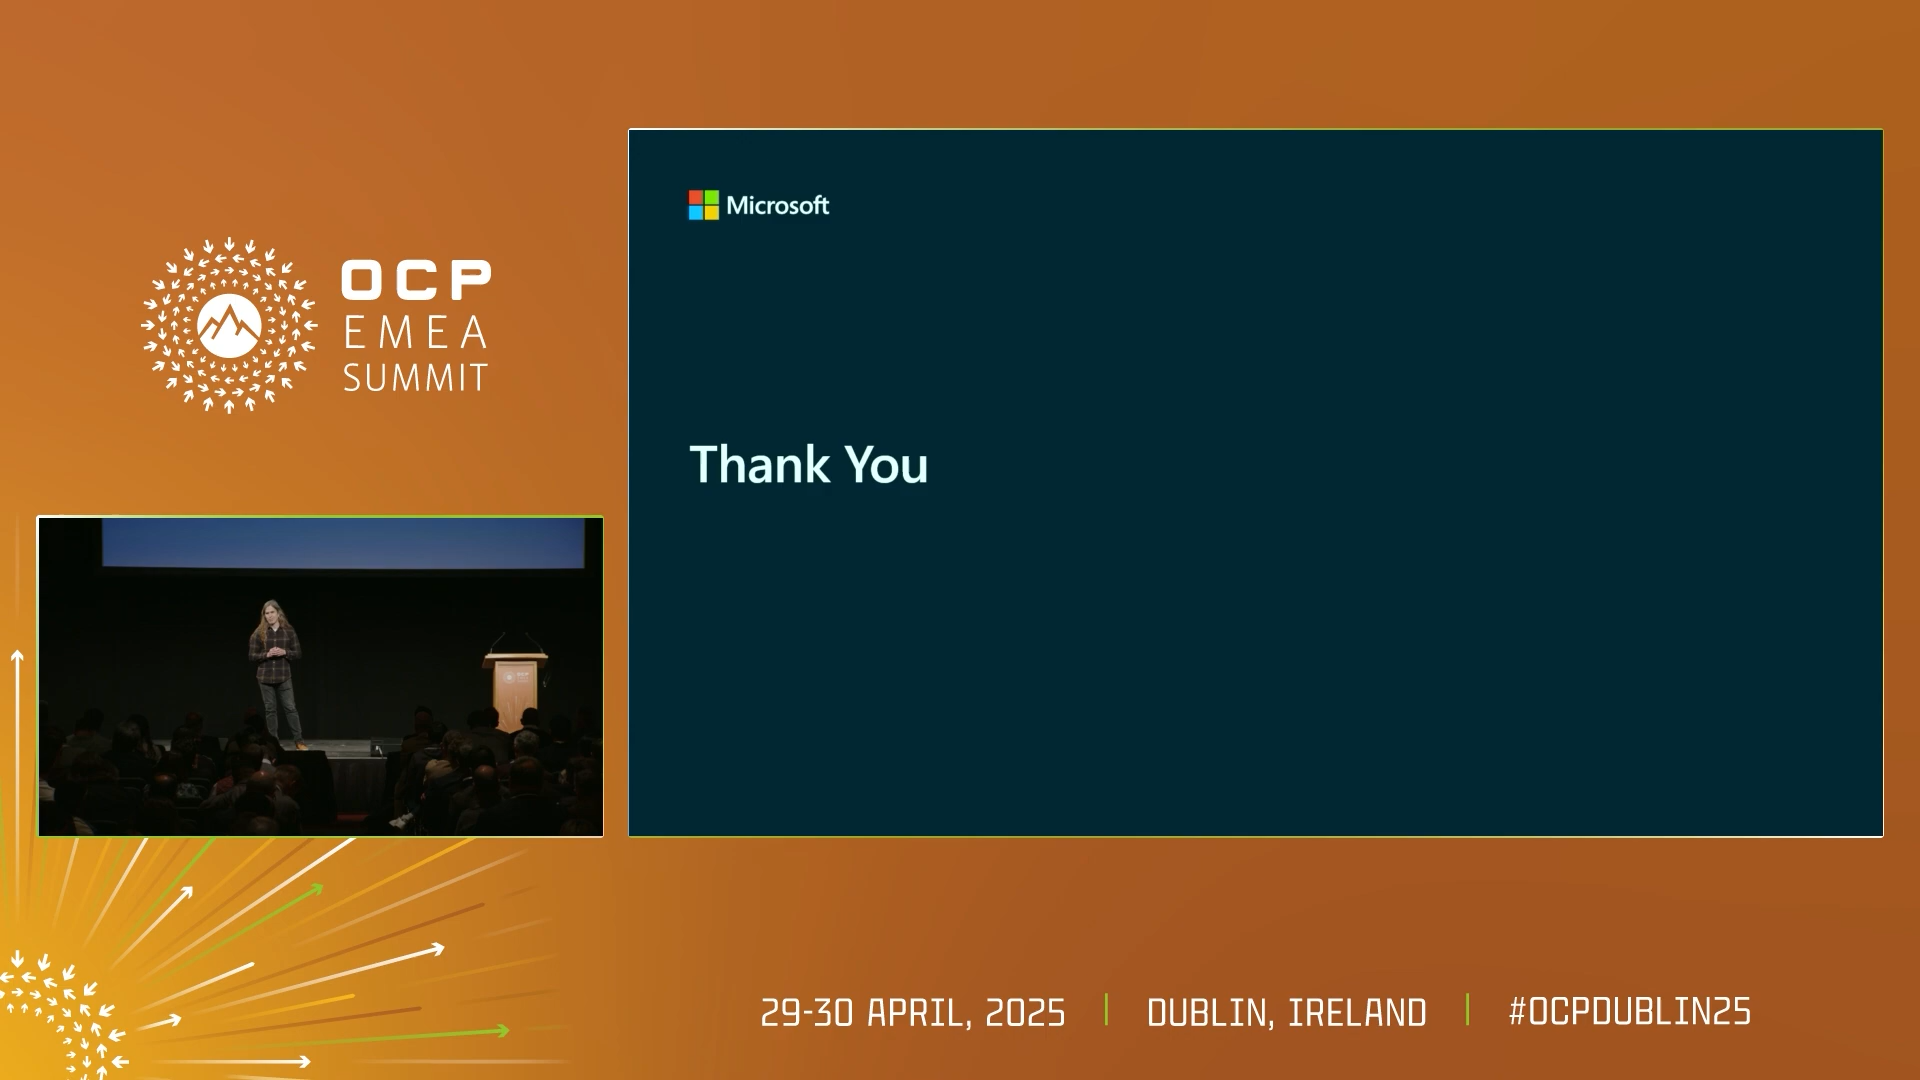 OCP
EMEA
SUMMIT
Microsoft
Thank You
29-30 APRIL, 2025 | DUBLIN, IRELAND | #OCPDUBLIN25